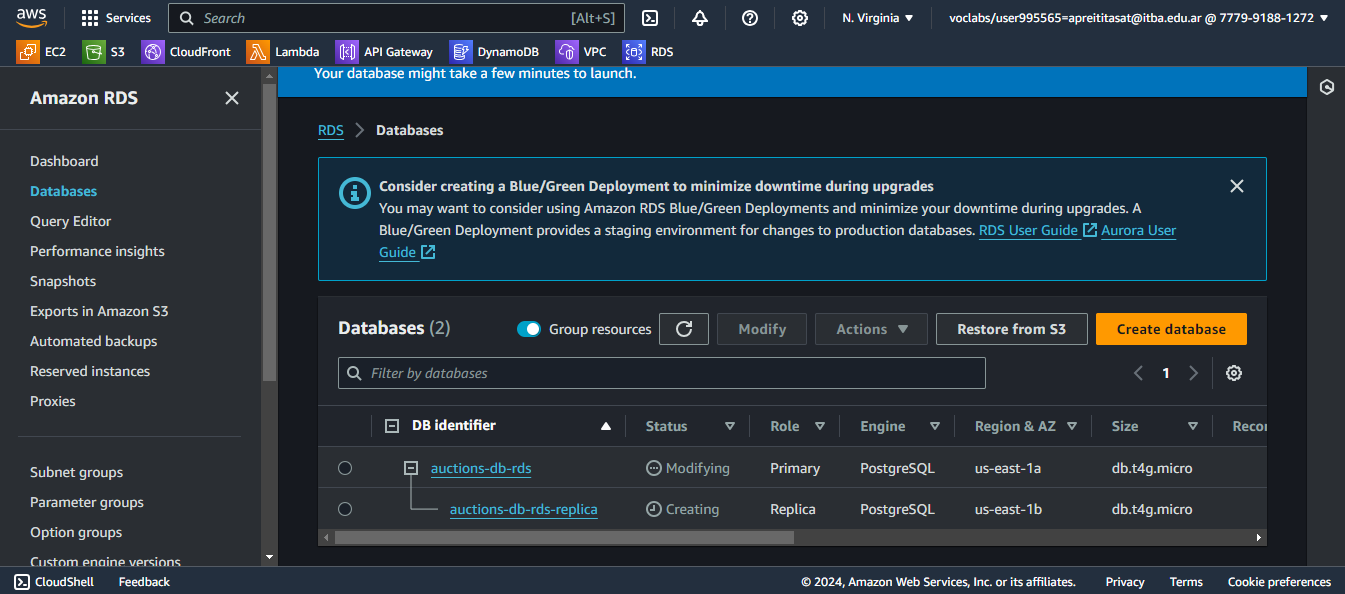 aws
Services
Search [Alt+S]
N. Virginia
voclabs/user995565=apreititasat@itba.edu.ar @ 7779-9188-1272
EC2 S3 CloudFront Lambda API Gateway DynamoDB VPC RDS
Amazon RDS
Dashboard
Databases
Query Editor
Performance insights
Snapshots
Exports in Amazon S3
Automated backups
Reserved instances
Proxies
Subnet groups
Parameter groups
Option groups
Custom engine versions
Your database might take a few minutes to launch.
RDS > Databases
Consider creating a Blue/Green Deployment to minimize downtime during upgrades
You may want to consider using Amazon RDS Blue/Green Deployments and minimize your downtime during upgrades. A
Blue/Green Deployment provides a staging environment for changes to production databases. RDS User Guide Aurora User
Guide
Databases (2)
Group resources
Modify
Actions
Restore from S3
Create database
Filter by databases
1
DB identifier Status Role Engine Region & AZ Size Recor
auctions-db-rds Modifying Primary PostgreSQL us-east-1a db.t4g.micro
auctions-db-rds-replica Creating Replica PostgreSQL us-east-1b db.t4g.micro
CloudShell Feedback © 2024, Amazon Web Services, Inc. or its affiliates. Privacy Terms Cookie preferences